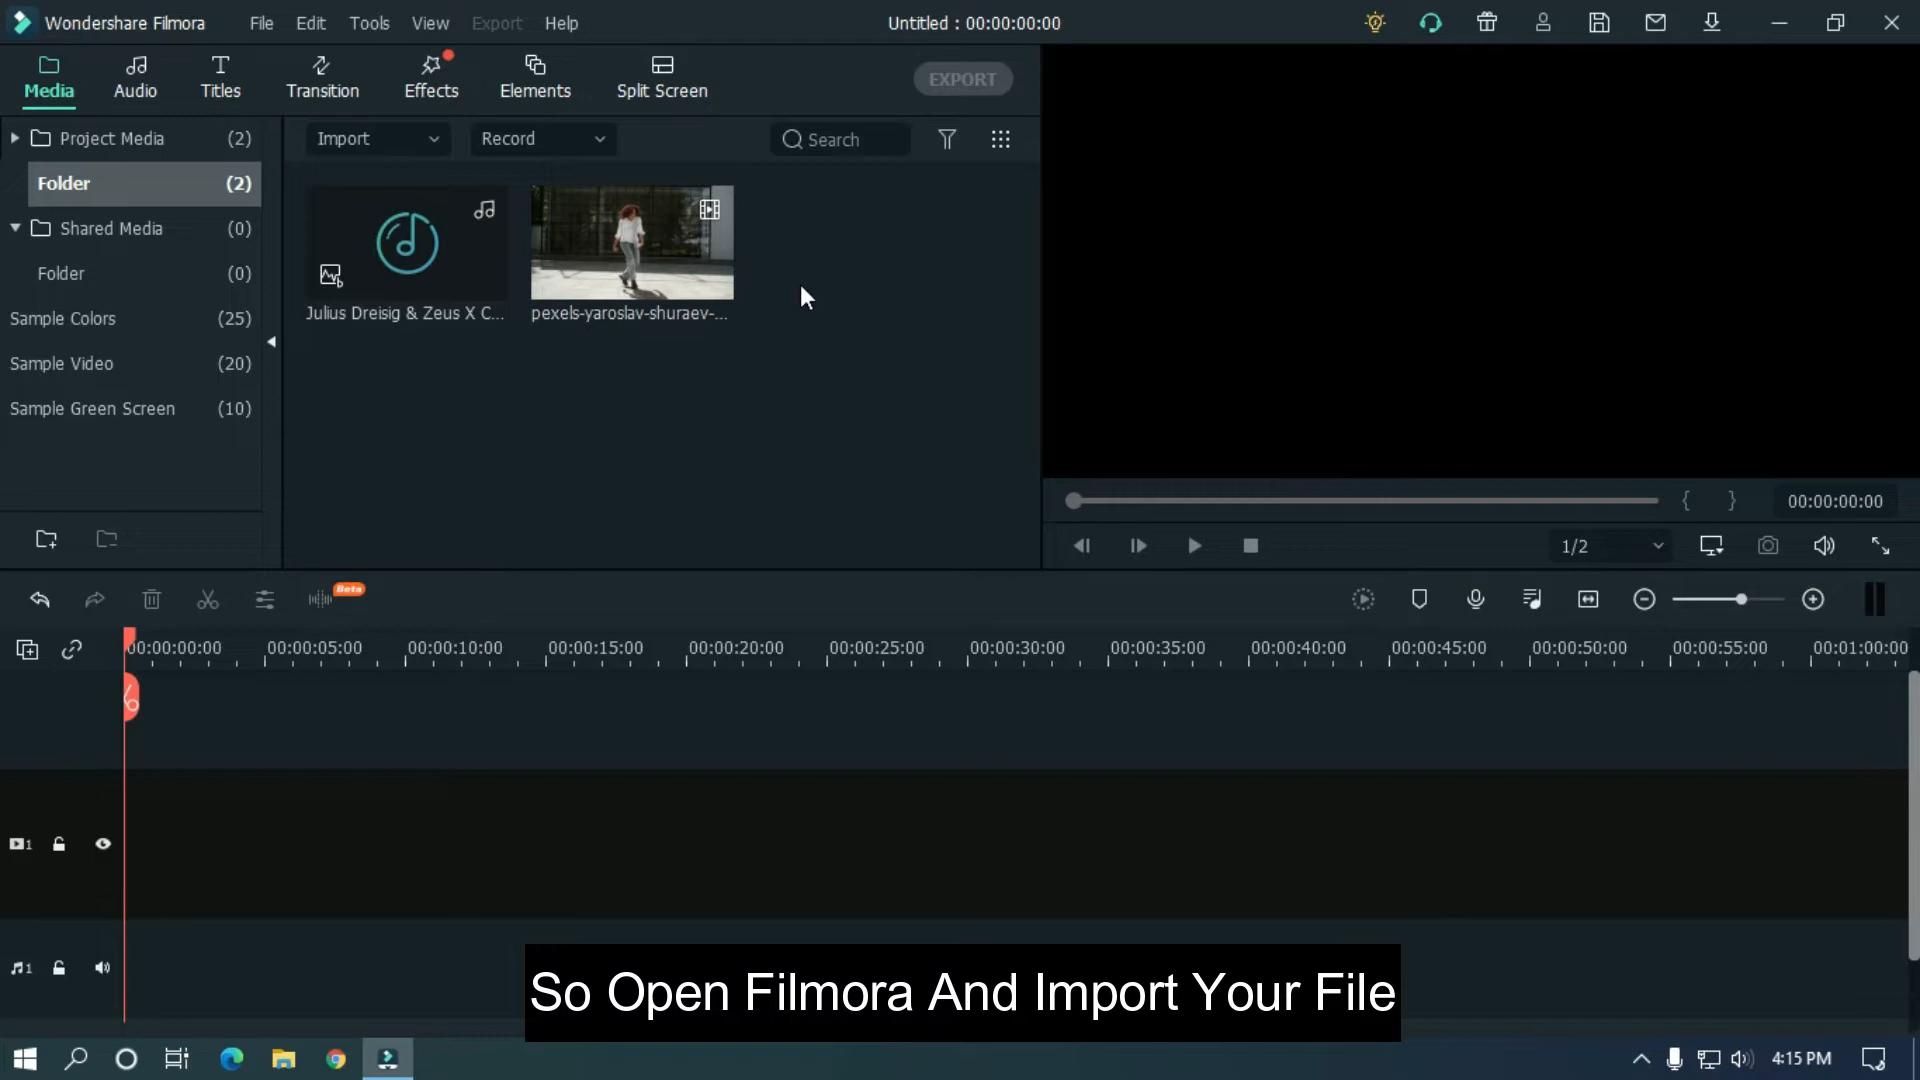 Wondershare Filmora
File
Edit
Tools
View
Export
Help
Untitled : 00:00:00:00
Media
Audio
Titles
Transition
Effects
Elements
Split Screen
EXPORT
Project Media (2)
Folder (2)
Shared Media (0)
Folder (0)
Sample Colors (25)
Sample Video (20)
Sample Green Screen (10)
Import
Record
Search
Julius Dreisig & Zeus X C...
pexels-yaroslav-shuraev-...
{ }
00:00:00:00
1/2
Beta
00:00:00:00
00:00:05:00
00:00:10:00
00:00:15:00
00:00:20:00
00:00:25:00
00:00:30:00
00:00:35:00
00:00:40:00
00:00:45:00
00:00:50:00
00:00:55:00
00:01:00:00
1
1
So Open Filmora And Import Your File
4:15 PM